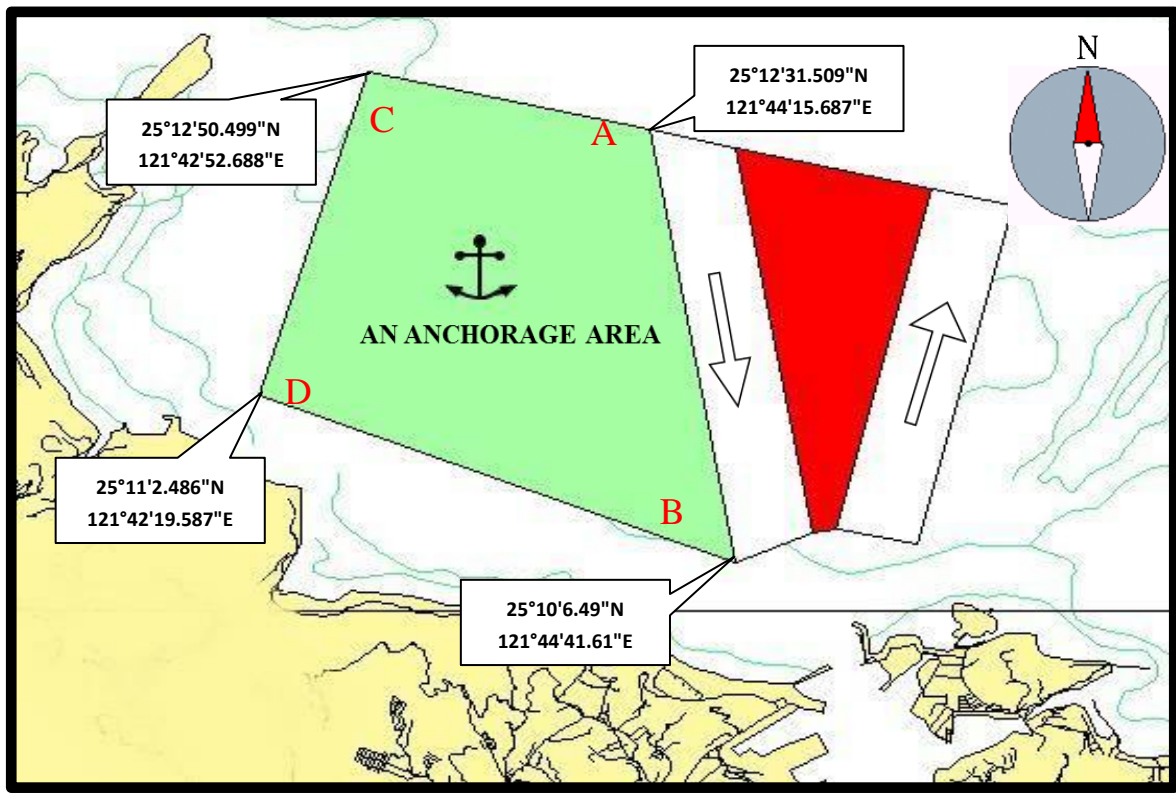 N
25°12'31.509"N
121°44'15.687"E
25°12'50.499"N
121°42'52.688"E
C
A
AN ANCHORAGE AREA
D
25°11'2.486"N
121°42'19.587"E
B
25°10'6.49"N
121°44'41.61"E